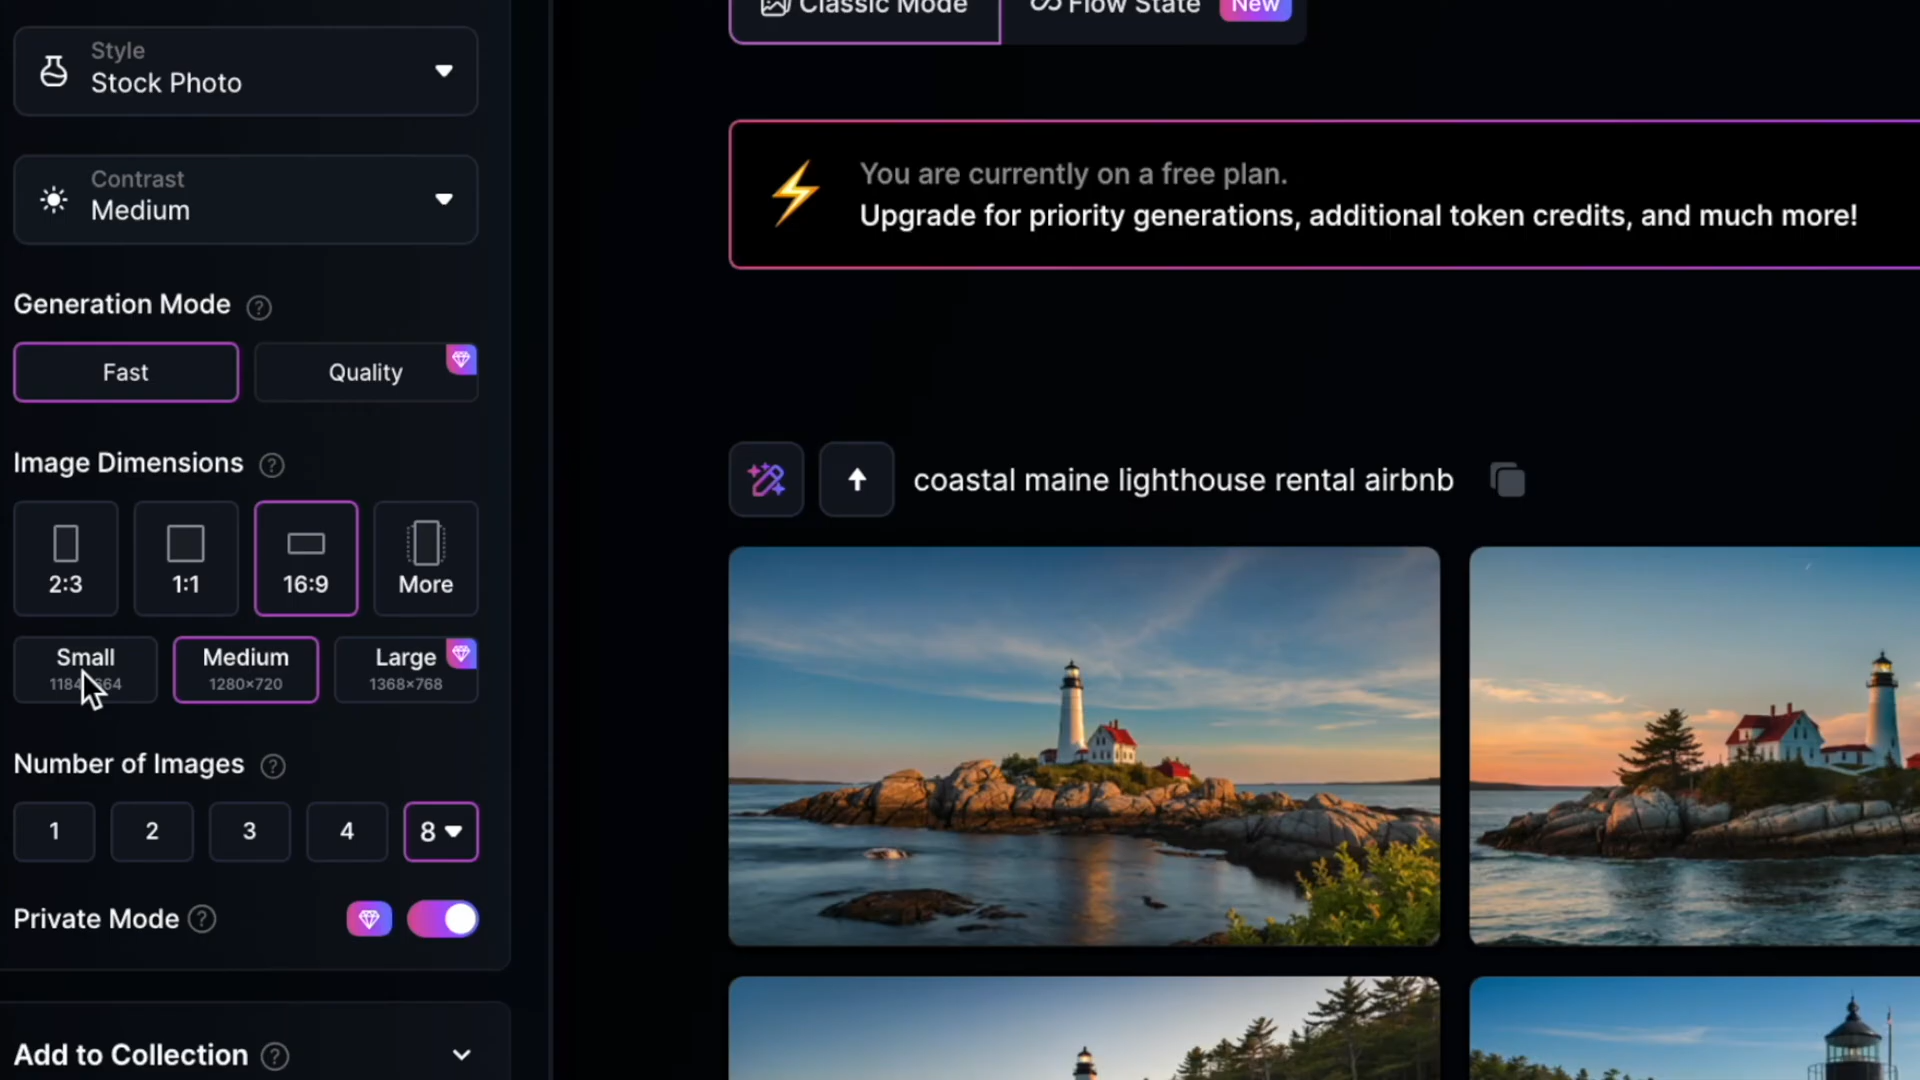 Classic Mode
Flow State
New
Style
Stock Photo
Contrast
Medium
You are currently on a free plan.
Upgrade for priority generations, additional token credits, and much more!
Generation Mode ?
Fast
Quality
Image Dimensions ?
2:3
1:1
16:9
More
coastal maine lighthouse rental airbnb
Small
Medium
1280×720
Large
1368×768
Number of Images ?
1
2
3
4
8
Private Mode ?
Add to Collection ?